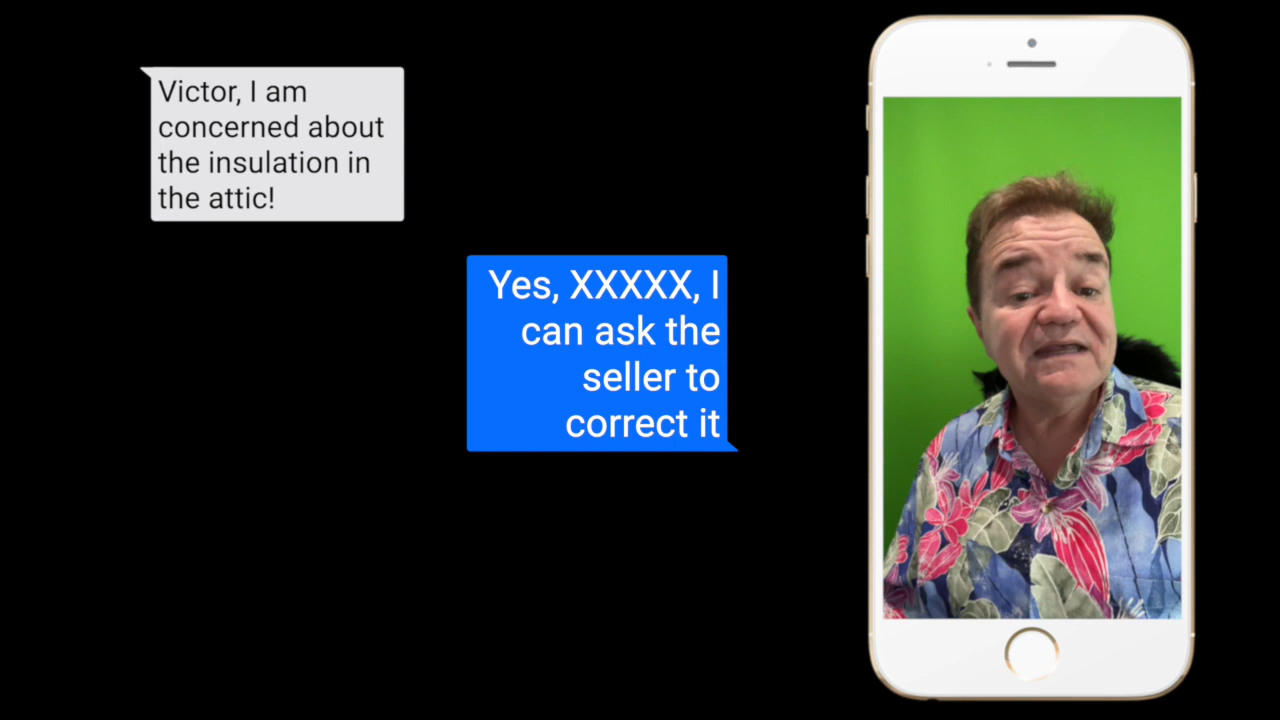 Victor, I am
concerned about
the insulation in
the attic!
Yes, XXXXX, I
can ask the
seller to
correct it